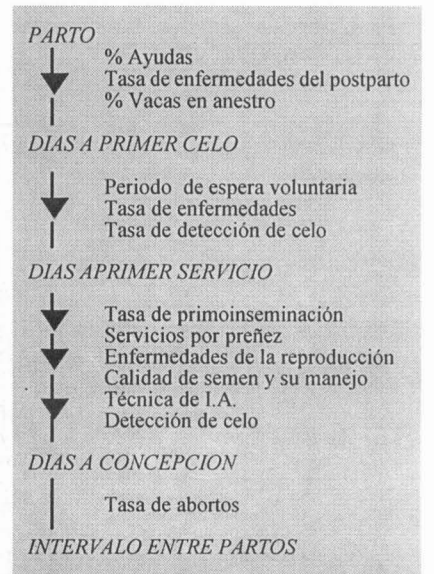 PARTO
% Ayudas
Tasa de enfermedades del postparto
% Vacas en anestro
DIAS A PRIMER CELO
Periodo de espera voluntaria
Tasa de enfermedades
Tasa de detección de celo
DIAS APRIMER SERVICIO
Tasa de primoinseminación
Servicios por preñez
Enfermedades de la reproducción
Calidad de semen y su manejo
Técnica de I.A.
Detección de celo
DIAS A CONCEPCION
Tasa de abortos
INTERVALO ENTRE PARTOS